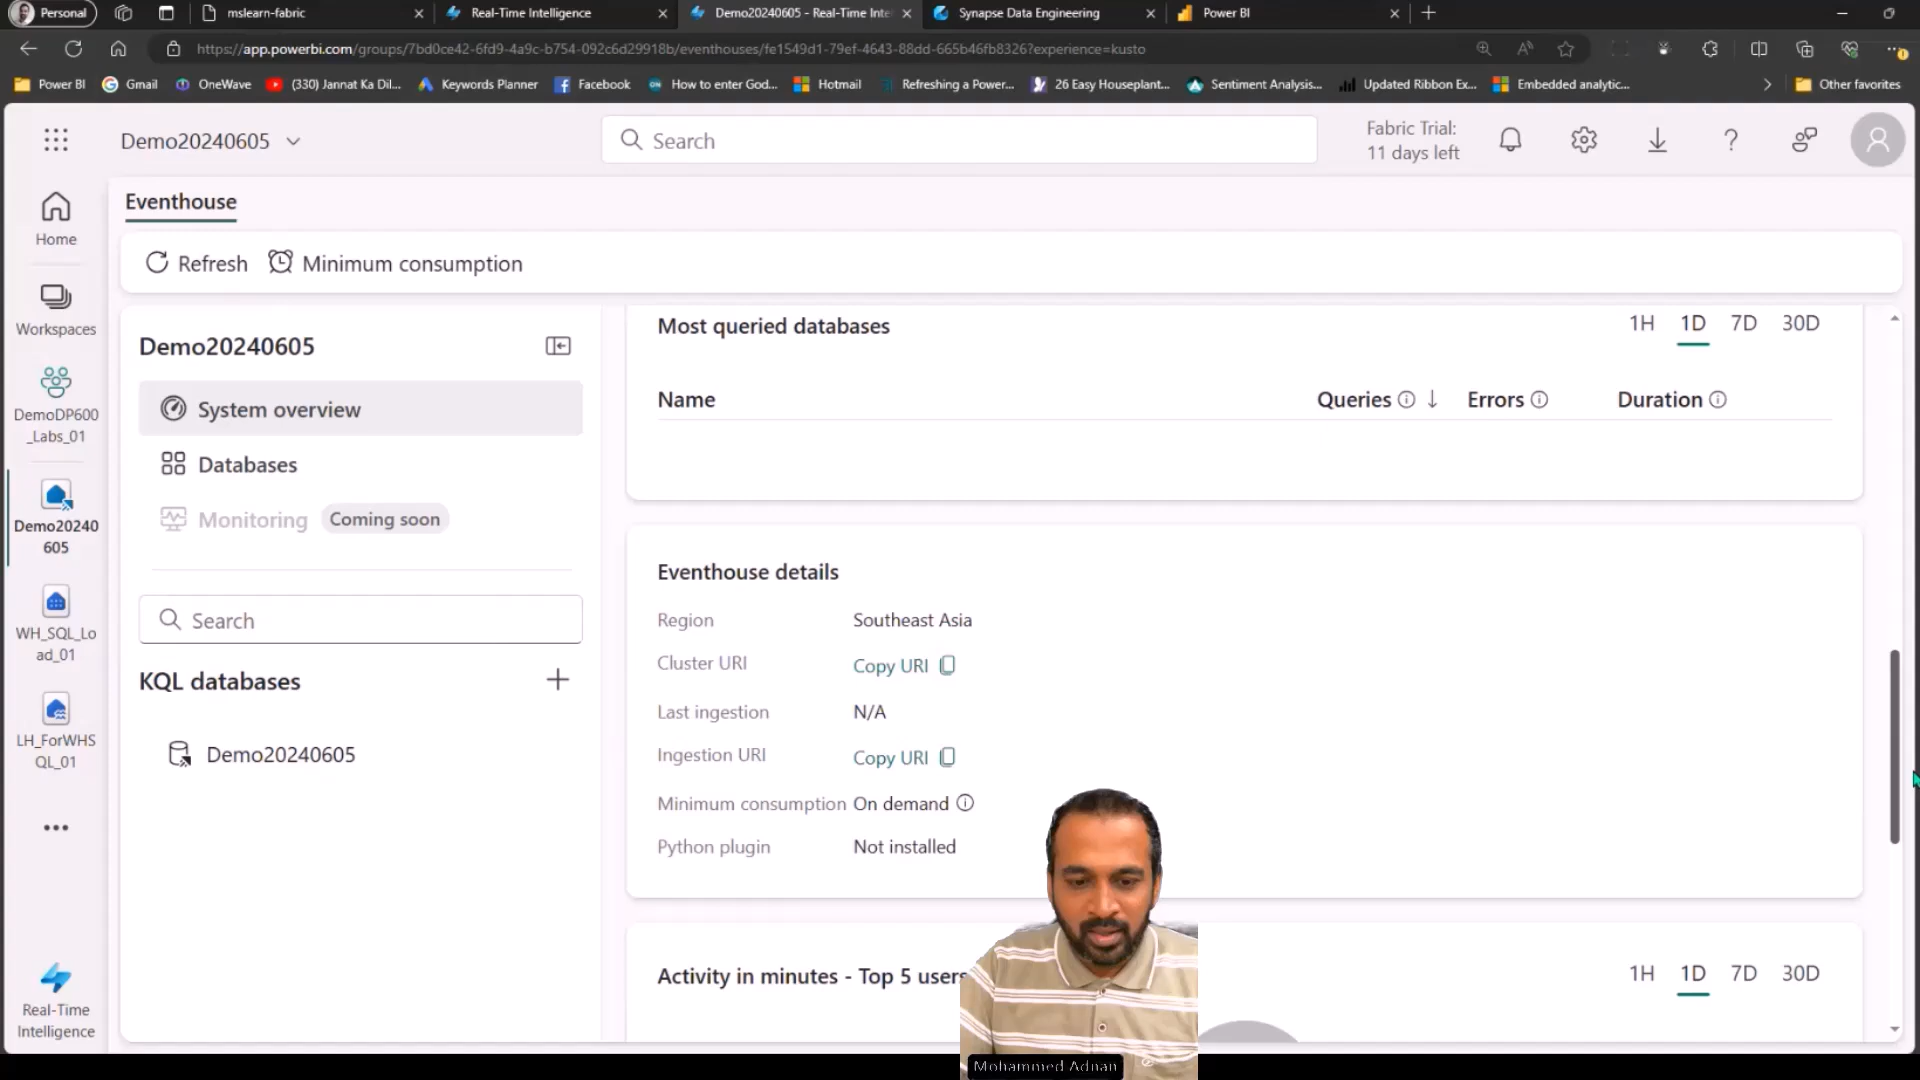 Personal
mslearn-fabric
Real-Time Intelligence
Demo20240605 - Real-Time Inte
Synapse Data Engineering
Power BI
https://app.powerbi.com/groups/7bd0ce42-6fd9-4a9c-b754-092c6d29918b/eventhouses/fe1549d1-79ef-4643-88dd-665b46fb8326?experience=kusto
Power BI
Gmail
OneWave
(330) Jannat Ka Dil...
Keywords Planner
Facebook
How to enter God...
Hotmail
Refreshing a Power...
26 Easy Houseplant...
Sentiment Analysis...
Updated Ribbon Ex...
Embedded analytic...
Other favorites
Demo20240605
Search
Fabric Trial:
11 days left
Home
Workspaces
DemoDP600
_Labs_01
Demo20240
605
WH_SQL_Lo
ad_01
LH_ForWHS
QL_01
Real-Time
Intelligence
Eventhouse
Refresh
Minimum consumption
Demo20240605
System overview
Databases
Monitoring Coming soon
Search
KQL databases
Demo20240605
Most queried databases
1H 1D 7D 30D
Name Queries Errors Duration
Eventhouse details
Region Southeast Asia
Cluster URI Copy URI
Last ingestion N/A
Ingestion URI Copy URI
Minimum consumption On demand
Python plugin Not installed
Activity in minutes - Top 5 users
1H 1D 7D 30D
Mohammed Adnan